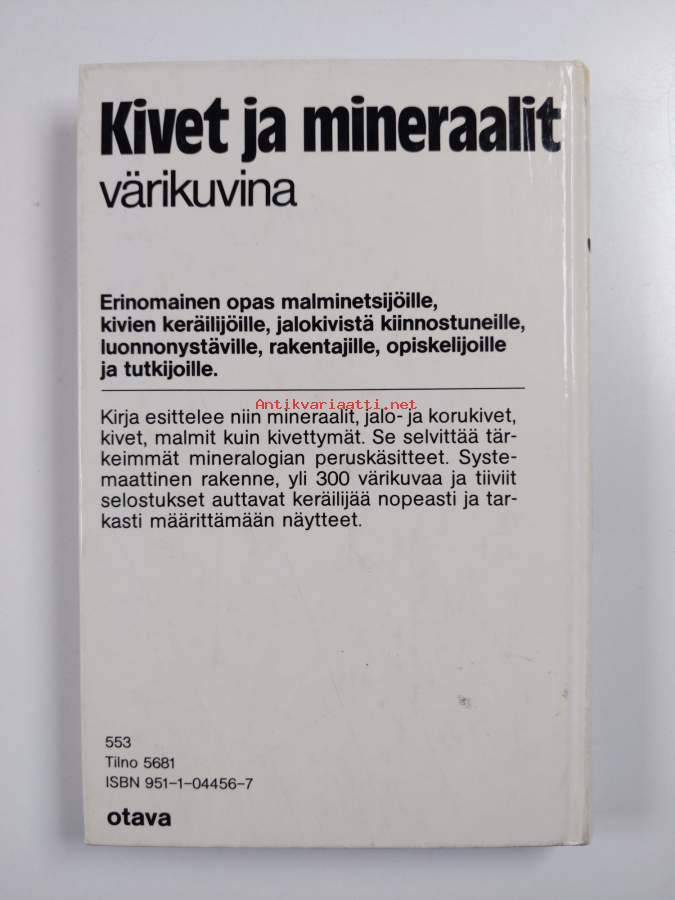 Kivet ja mineraalit
värikuvina
Erinomainen opas malminetsijöille,
kivien keräilijöille, jalokivistä kiinnostuneille,
luonnonystäville, rakentajille, opiskelijoille
ja tutkijoille.
Antikvariaatti.net
Kirja esittelee niin mineraalit, jalo- ja korukivet,
kivet, malmit kuin kivettymät. Se selvittää tär-
keimmät mineralogian peruskäsitteet. Syste-
maattinen rakenne, yli 300 värikuvaa ja tiiviit
selostukset auttavat keräilijää nopeasti ja tar-
kasti määrittämään näytteet.
553
Tilno 5681
ISBN 951-1-04456-7
otava